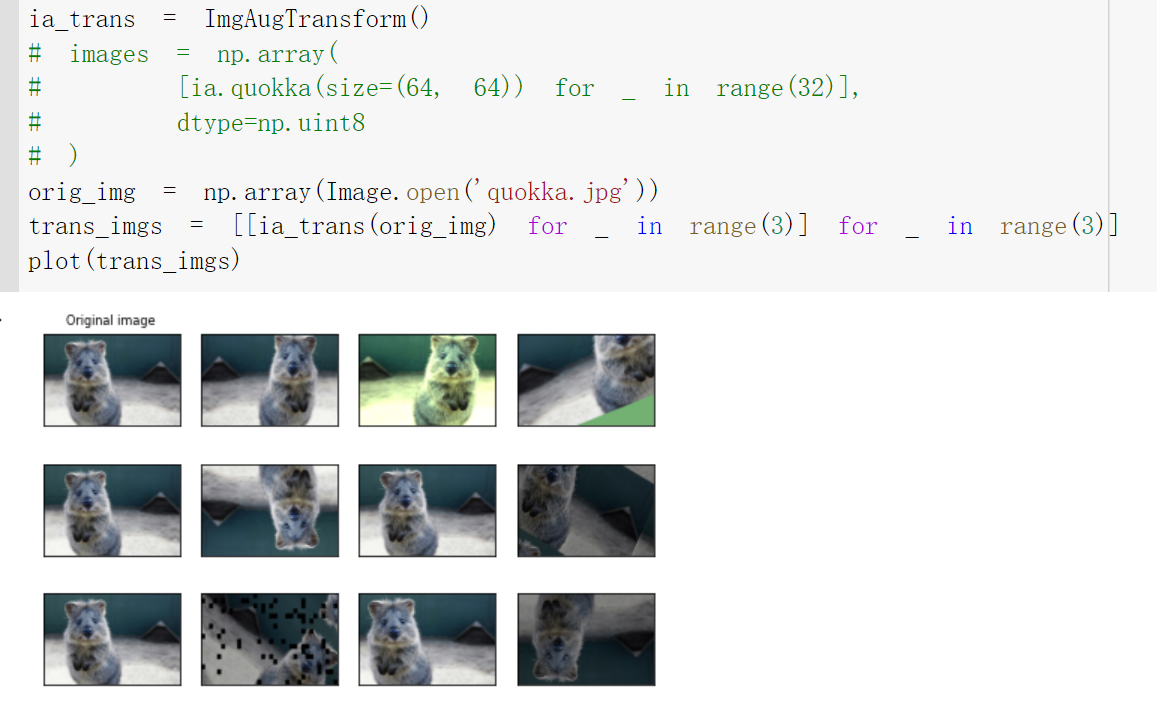 ia_trans = ImgAugTransform()
# images = np.array(
# [ia.quokka(size=(64, 64)) for _ in range(32)],
# dtype=np.uint8
# )
orig_img = np.array(Image.open('quokka.jpg'))
trans_imgs = [[ia_trans(orig_img) for _ in range(3)] for _ in range(3)]
plot(trans_imgs)
Original image